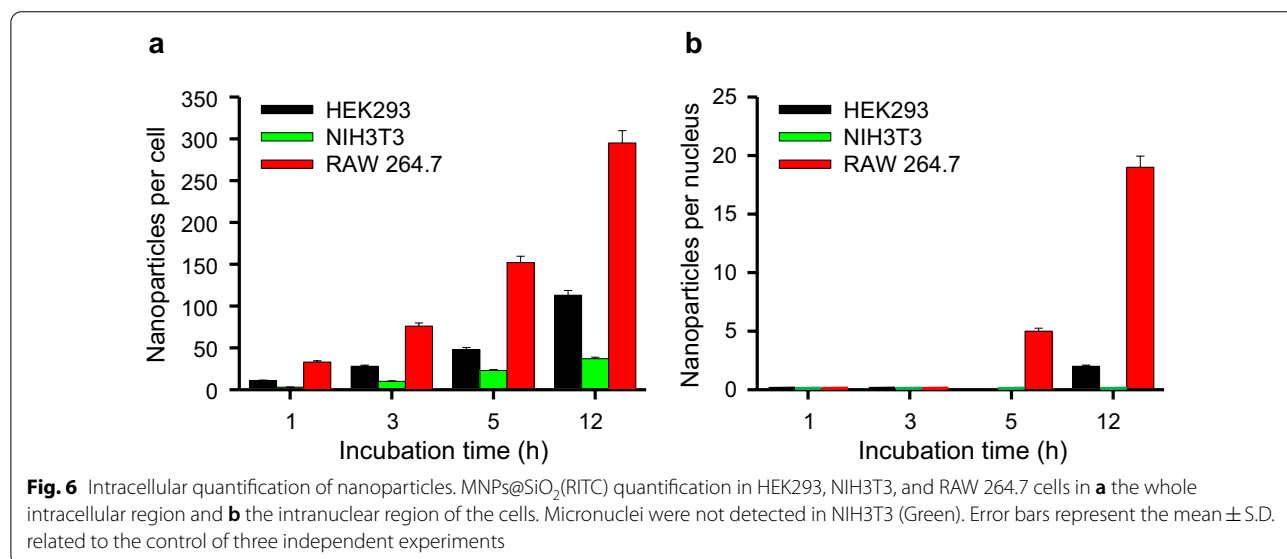 a
Nanoparticles per cell
350
300
250
200
150
100
50
0
HEK293
NIH3T3
RAW 264.7
1 3 5 12
Incubation time (h)
b
Nanoparticles per nucleus
25
20
15
10
5
0
HEK293
NIH3T3
RAW 264.7
1 3 5 12
Incubation time (h)
Fig. 6 Intracellular quantification of nanoparticles. MNPs@SiO₂(RITC) quantification in HEK293, NIH3T3, and RAW 264.7 cells in a the whole
intracellular region and b the intranuclear region of the cells. Micronuclei were not detected in NIH3T3 (Green). Error bars represent the mean ± S.D.
related to the control of three independent experiments